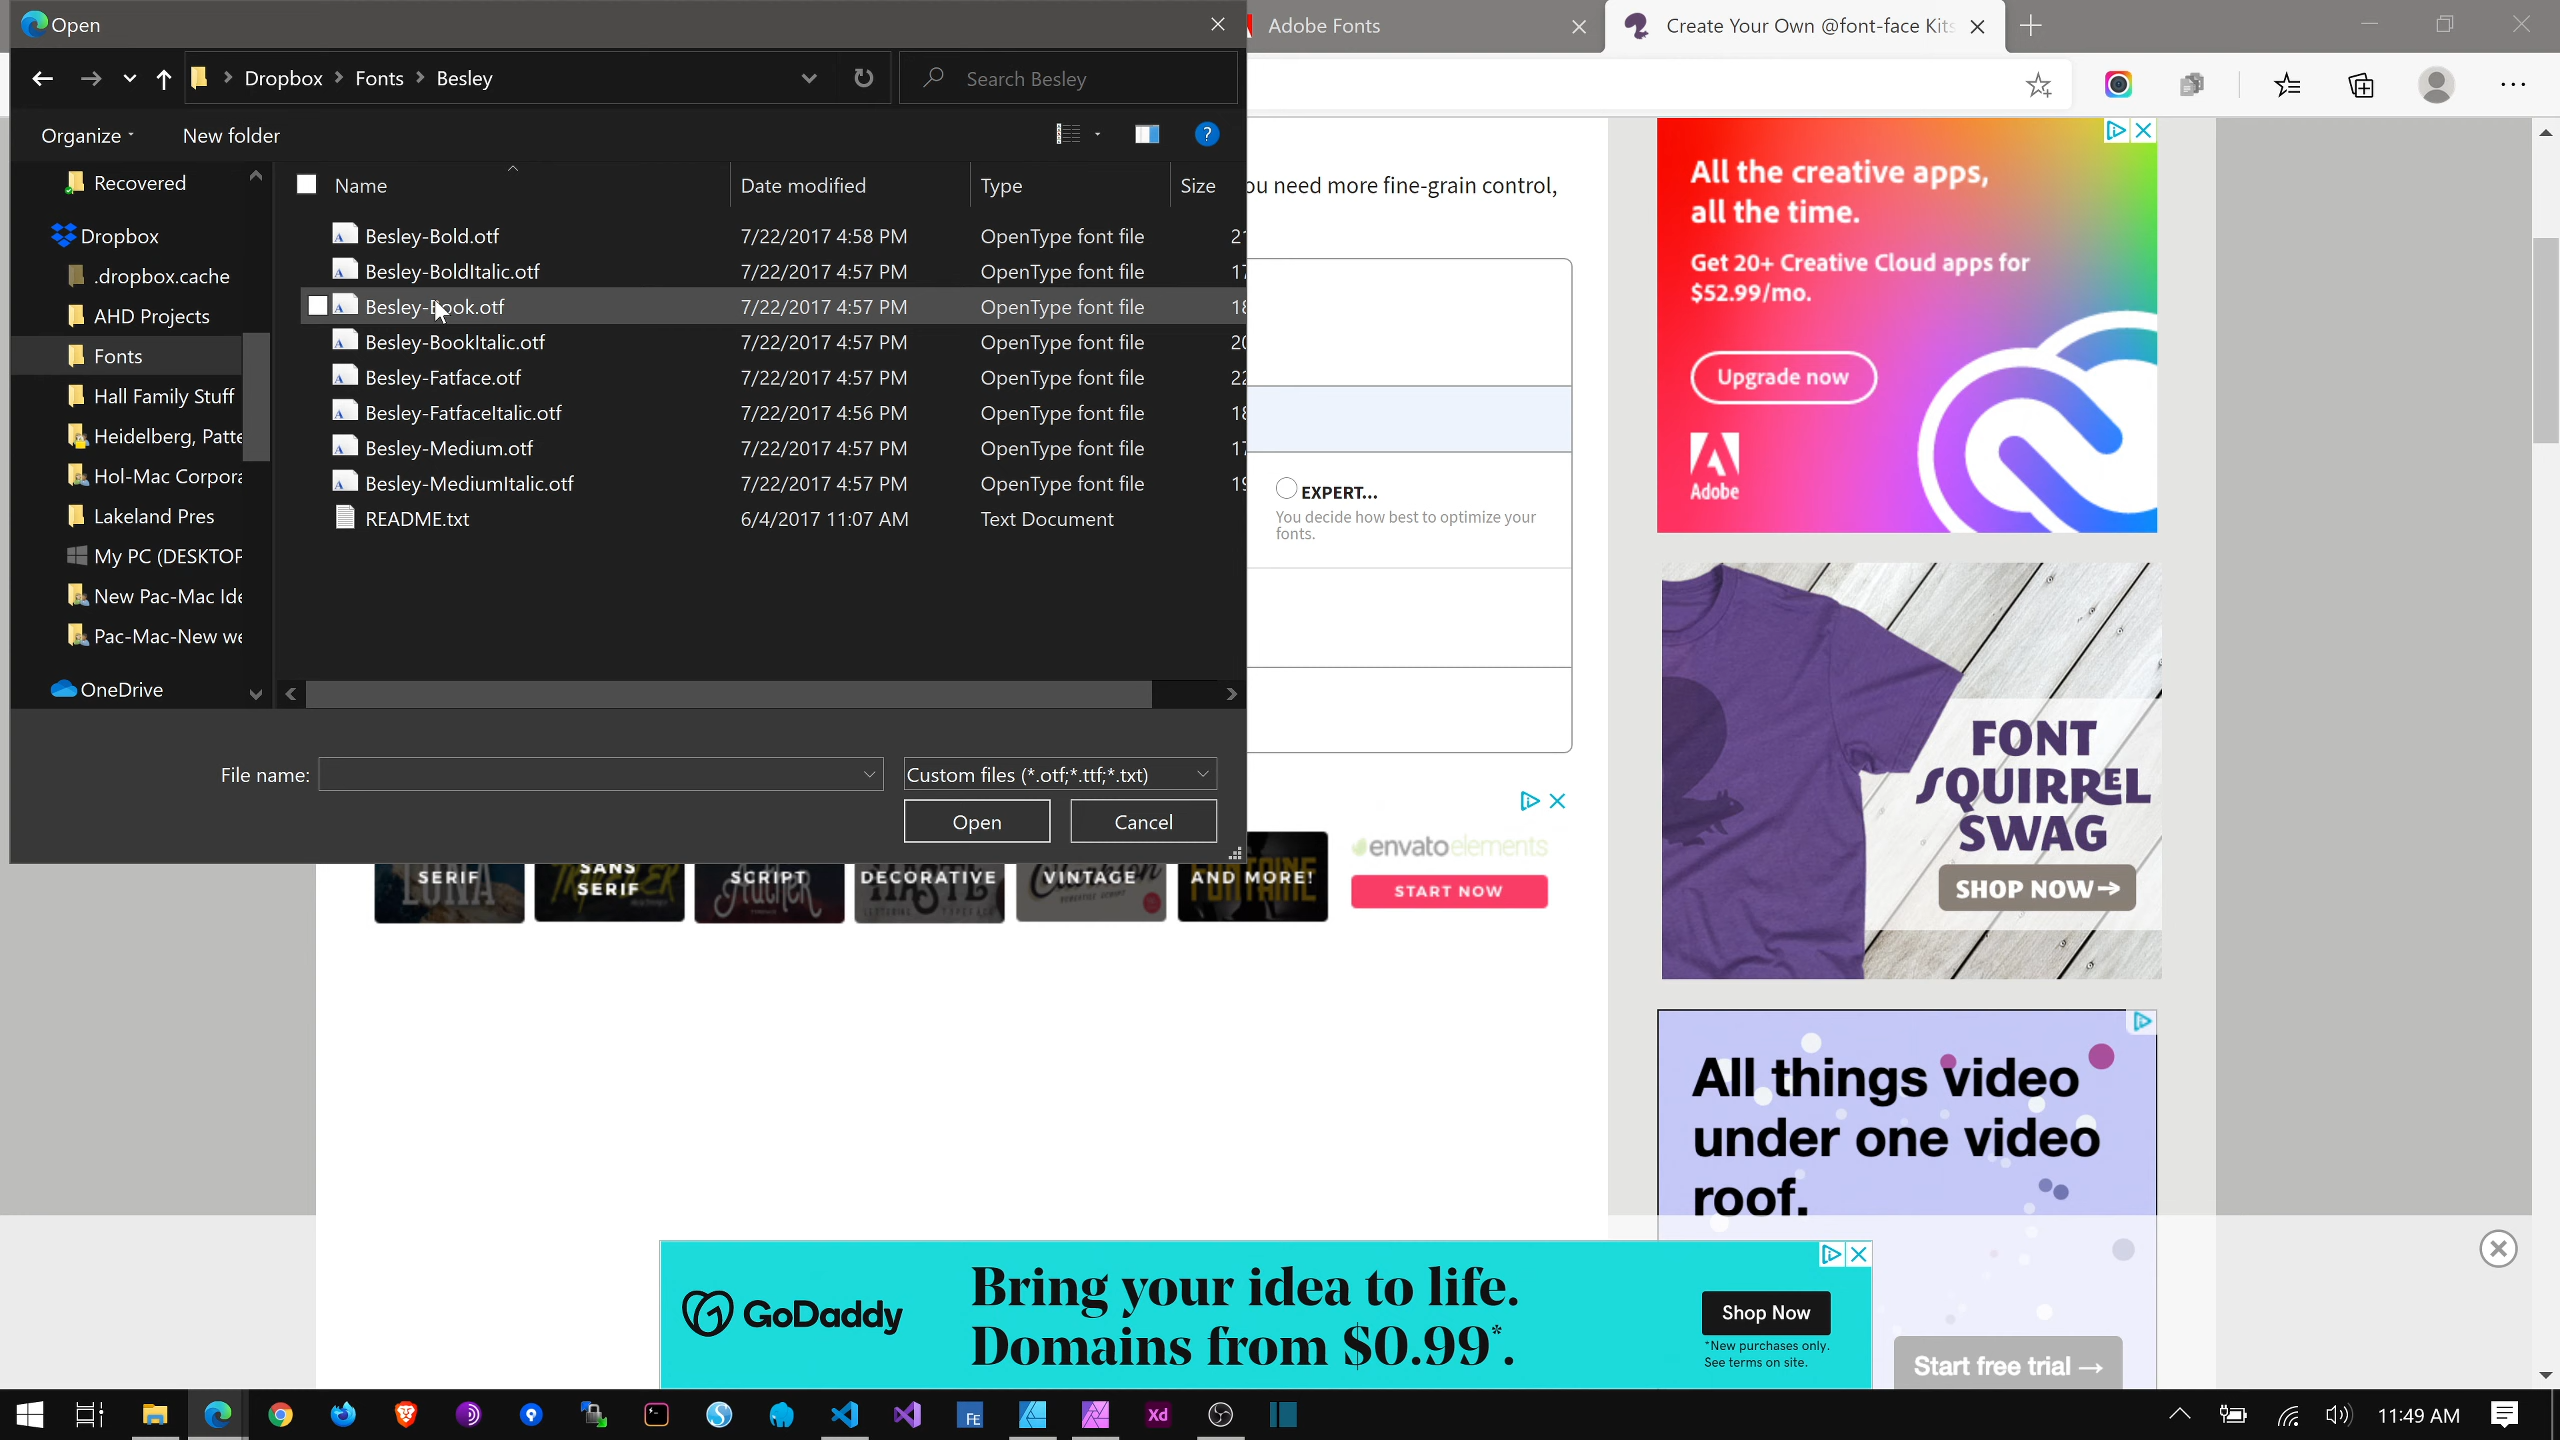 Open
Adobe Fonts
Create Your Own @font-face Kits
Dropbox
Fonts
Besley
Search Besley
Organize
New folder
Recovered
Dropbox
.dropbox.cache
AHD Projects
Fonts
Hall Family Stuff
Heidelberg, Patte
Hol-Mac Corpora
Lakeland Pres
My PC (DESKTOP
New Pac-Mac Ide
Pac-Mac-New we
OneDrive
Name Date modified Type Size
Besley-Bold.otf 7/22/2017 4:58 PM OpenType font file 21
Besley-BoldItalic.otf 7/22/2017 4:57 PM OpenType font file 17
Besley-Book.otf 7/22/2017 4:57 PM OpenType font file 18
Besley-BookItalic.otf 7/22/2017 4:57 PM OpenType font file 20
Besley-Fatface.otf 7/22/2017 4:57 PM OpenType font file 22
Besley-FatfaceItalic.otf 7/22/2017 4:56 PM OpenType font file 18
Besley-Medium.otf 7/22/2017 4:57 PM OpenType font file 17
Besley-MediumItalic.otf 7/22/2017 4:57 PM OpenType font file 19
README.txt 6/4/2017 11:07 AM Text Document
File name:
Custom files (*.otf;*.ttf;*.txt)
Open
Cancel
ou need more fine-grain control,
EXPERT...
You decide how best to optimize your
fonts.
SERIF
SANS
SERIF
SCRIPT
DECORATIVE
VINTAGE
AND MORE!
envatoelements
START NOW
All the creative apps,
all the time.
Get 20+ Creative Cloud apps for
$52.99/mo.
Upgrade now
Adobe
FONT
SQUIRREL
SWAG
SHOP NOW→
All things video
under one video
roof.
Start free trial →
GoDaddy
Bring your idea to life.
Domains from $0.99*.
Shop Now
*New purchases only.
See terms on site.
FE
Xd
11:49 AM